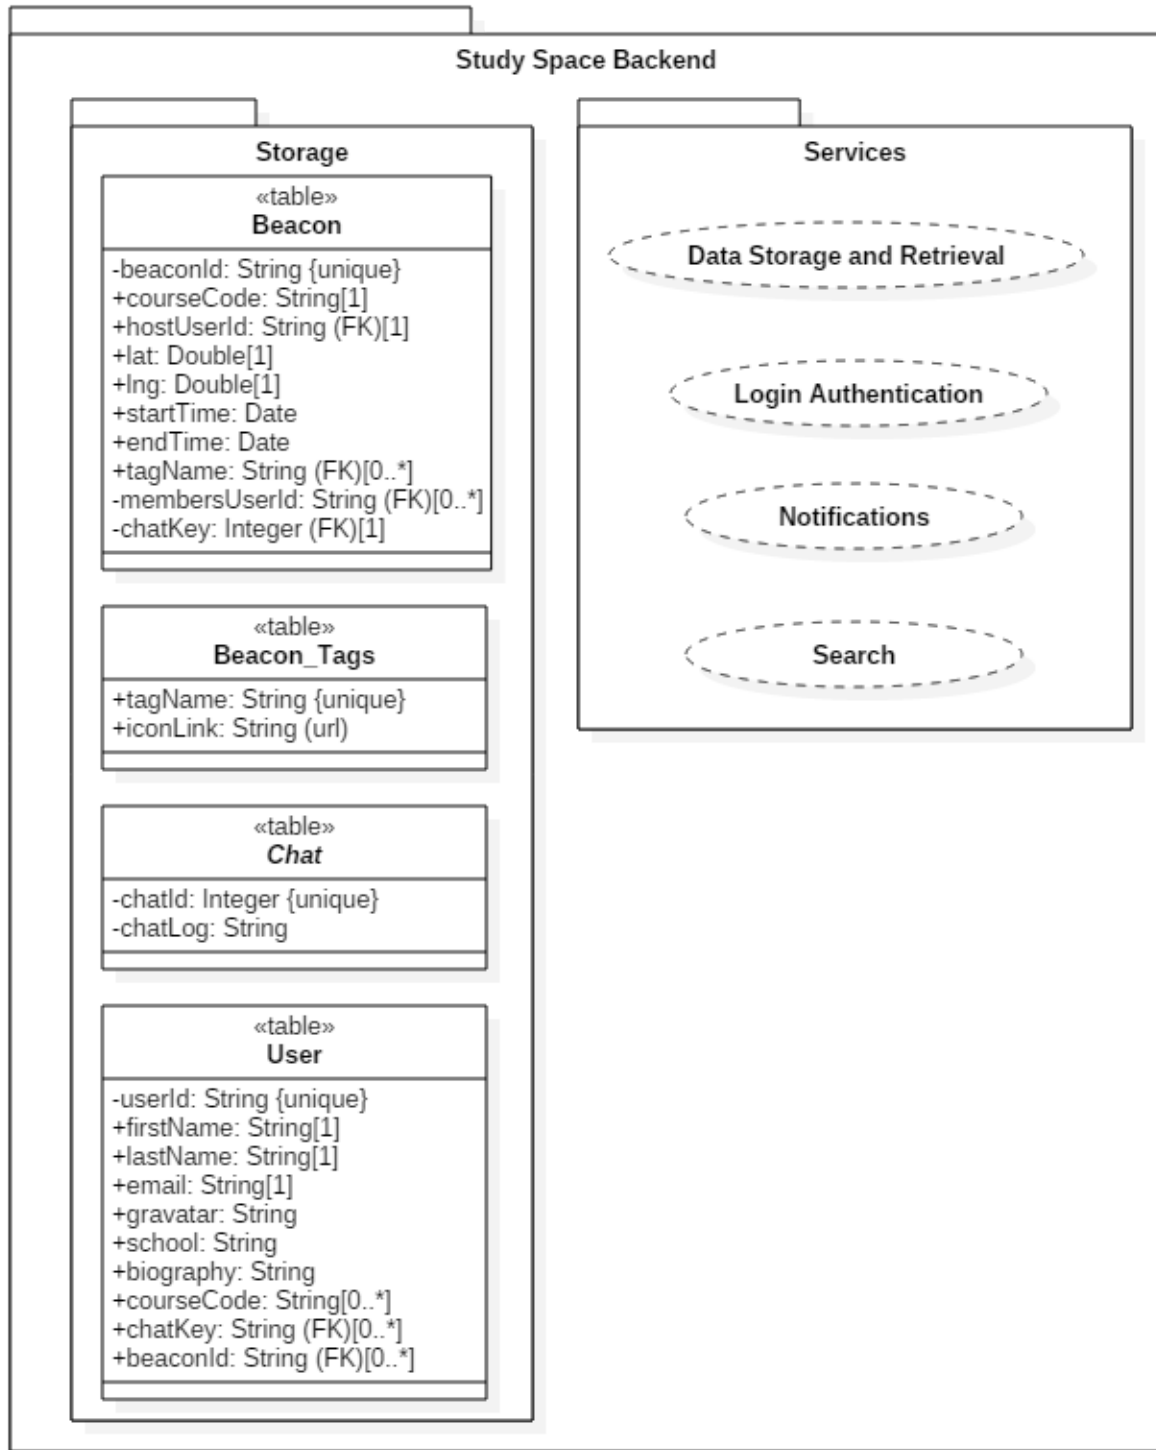 Study Space Backend
Storage
«table»
Beacon
-beaconId: String {unique}
+courseCode: String[1]
+hostUserId: String (FK)[1]
+lat: Double[1]
+lng: Double[1]
+startTime: Date
+endTime: Date
+tagName: String (FK)[0..*]
-membersUserId: String (FK)[0..*]
-chatKey: Integer (FK)[1]
«table»
Beacon_Tags
+tagName: String {unique}
+iconLink: String (url)
«table»
Chat
-chatId: Integer {unique}
-chatLog: String
«table»
User
-userId: String {unique}
+firstName: String[1]
+lastName: String[1]
+email: String[1]
+gravatar: String
+school: String
+biography: String
+courseCode: String[0..*]
+chatKey: String (FK)[0..*]
+beaconId: String (FK)[0..*]
Services
Data Storage and Retrieval
Login Authentication
Notifications
Search